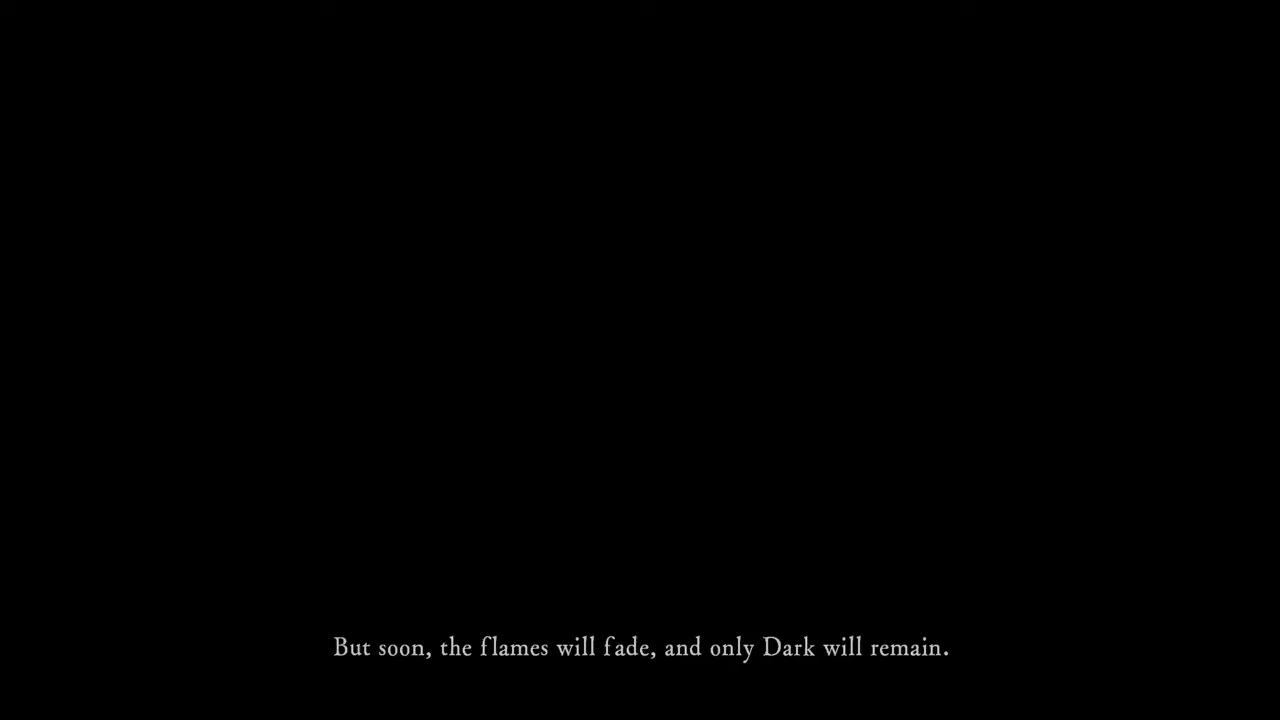 But soon, the flames will fade, and only Dark will remain.